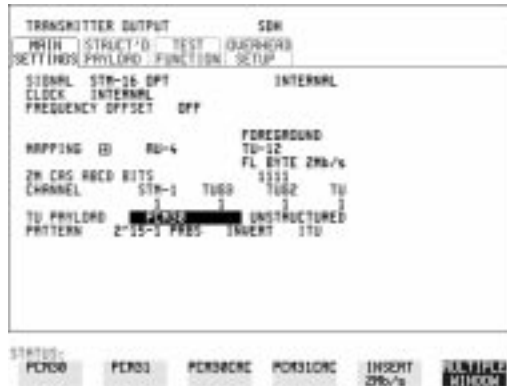 TRANSMITTER OUTPUT SDH
MAIN SETTINGS STRUCT'D PAYLOAD TEST FUNCTION OVERHEAD SETUP
SIGNAL STM-16 OPT INTERNAL
CLOCK INTERNAL
FREQUENCY OFFSET OFF
FOREGROUND
MAPPING AU-4 TU-12
FL BYTE 2Mb/s
2M CAS ABCD BITS 1111
CHANNEL STM-1 TUG3 TUG2 TU
1 1 1 1
TU PAYLOAD PCM30 UNSTRUCTURED
PATTERN 2^15-1 PRBS INVERT ITU
STATUS:
PCM30 PCM31 PCM30CRC PCM31CRC INSERT 2Mb/s MULTIPLE WINDOW